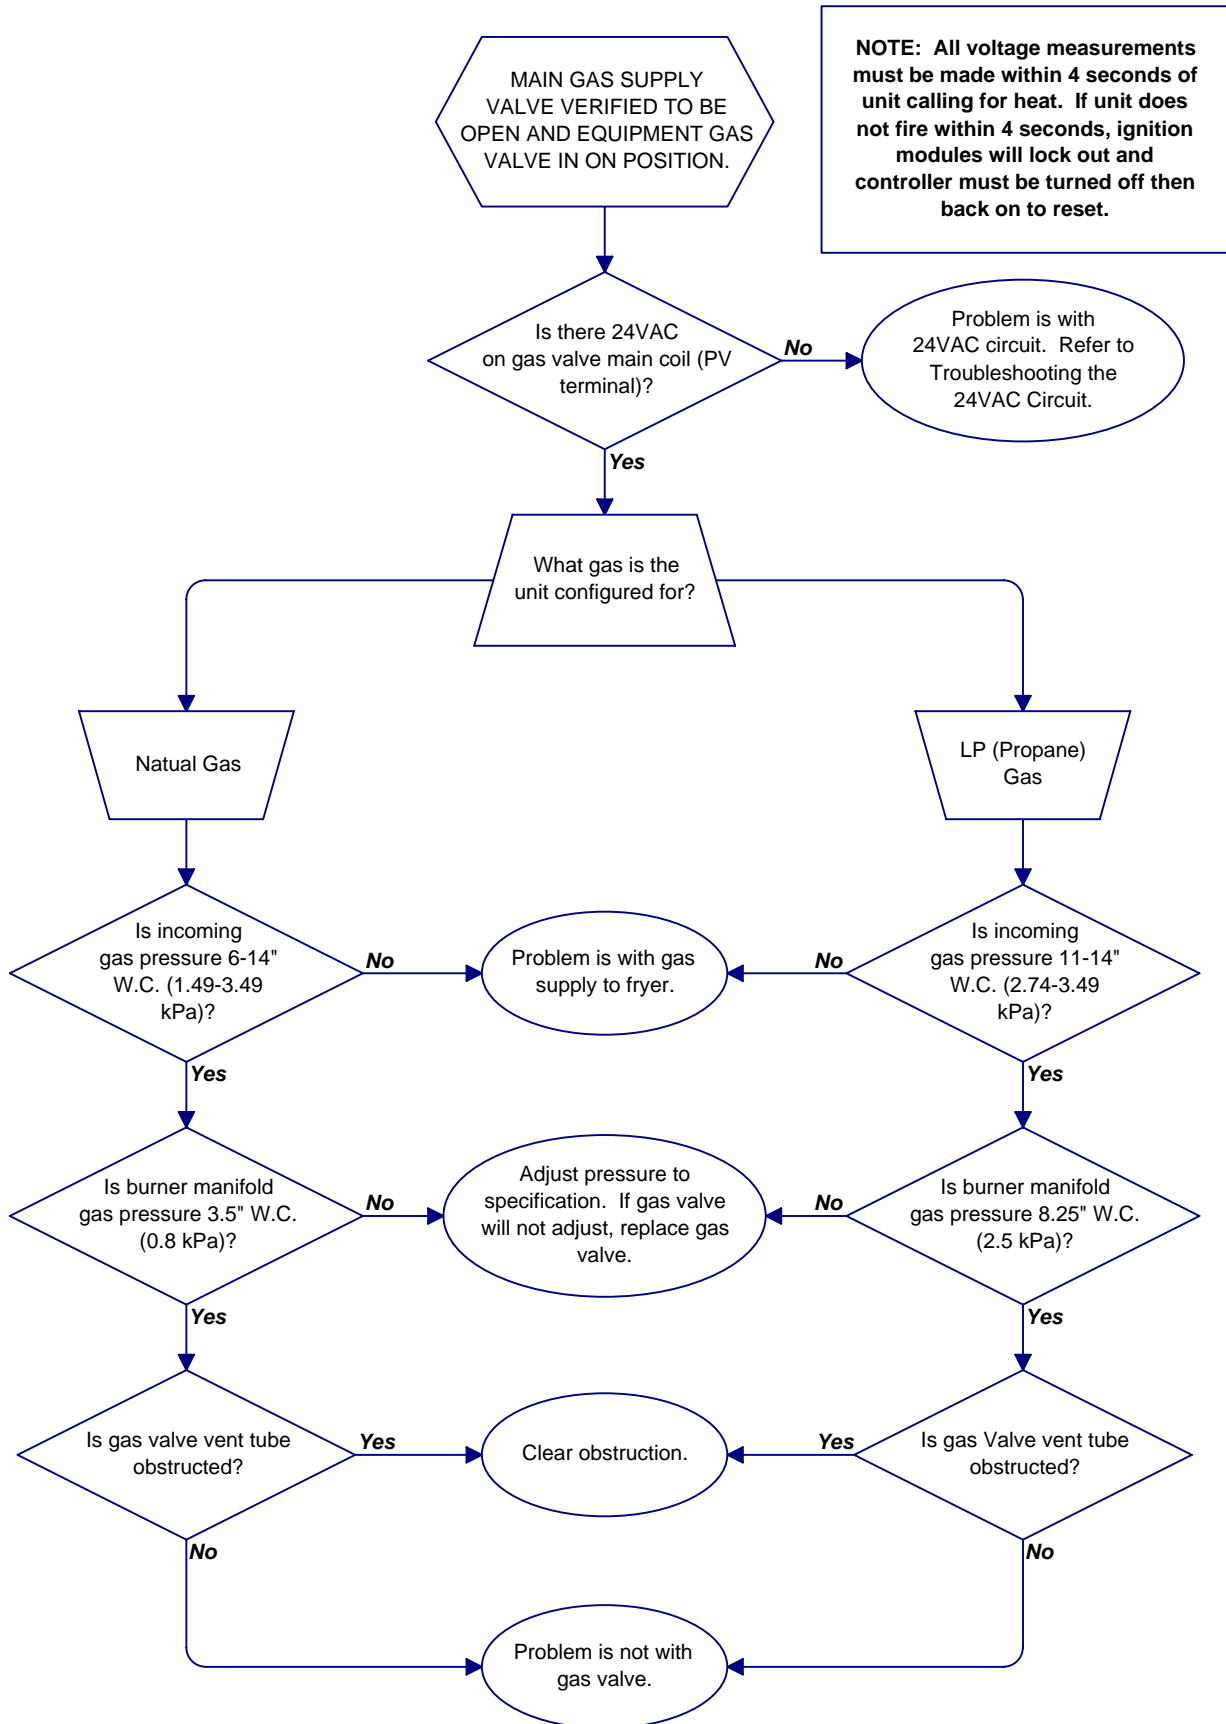 NOTE: All voltage measurements
must be made within 4 seconds of
unit calling for heat. If unit does
not fire within 4 seconds, ignition
modules will lock out and
controller must be turned off then
back on to reset.
MAIN GAS SUPPLY
VALVE VERIFIED TO BE
OPEN AND EQUIPMENT GAS
VALVE IN ON POSITION.
Is there 24VAC
on gas valve main coil (PV
terminal)?
No
Problem is with
24VAC circuit. Refer to
Troubleshooting the
24VAC Circuit.
Yes
What gas is the
unit configured for?
Natual Gas
LP (Propane)
Gas
Is incoming
gas pressure 6-14"
W.C. (1.49-3.49
kPa)?
No
Problem is with gas
supply to fryer.
No
Is incoming
gas pressure 11-14"
W.C. (2.74-3.49
kPa)?
Yes
Yes
Is burner manifold
gas pressure 3.5" W.C.
(0.8 kPa)?
No
Adjust pressure to
specification. If gas valve
will not adjust, replace gas
valve.
No
Is burner manifold
gas pressure 8.25" W.C.
(2.5 kPa)?
Yes
Yes
Is gas valve vent tube
obstructed?
Yes
Clear obstruction.
Yes
Is gas Valve vent tube
obstructed?
No
No
Problem is not with
gas valve.